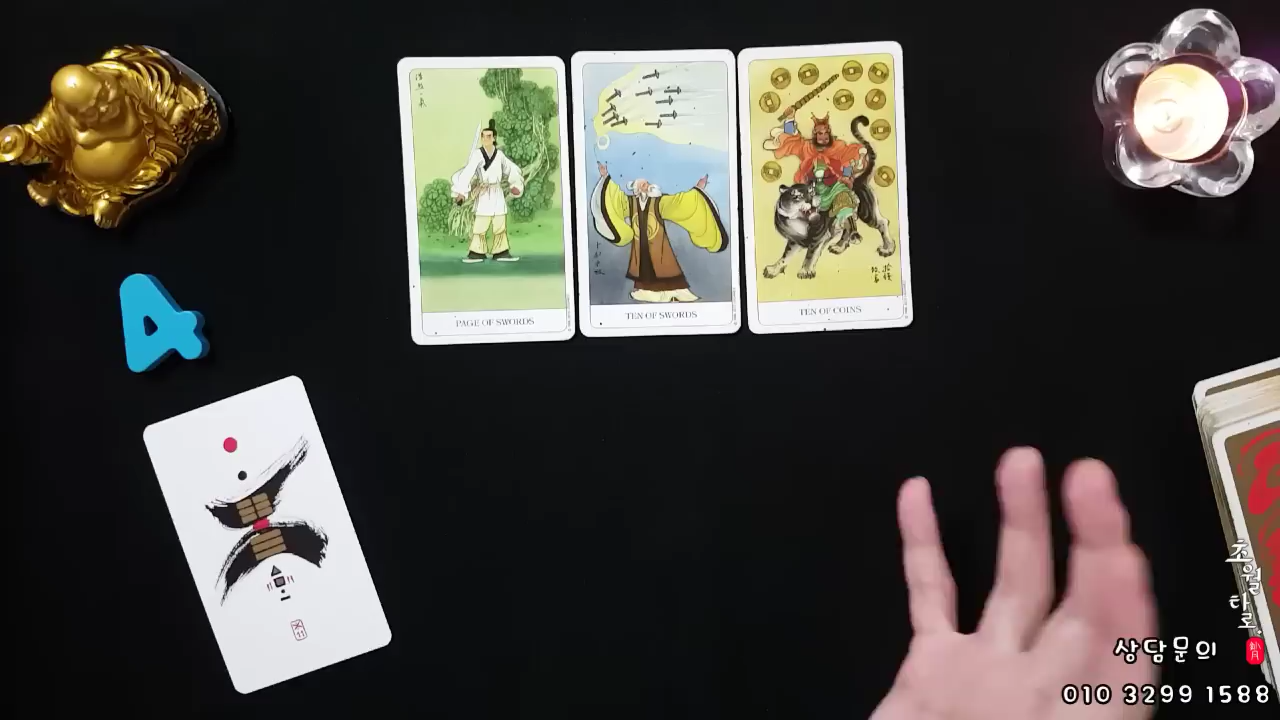 4
PAGE OF SWORDS
TEN OF SWORDS
TEN OF COINS
초월
타로
상담문의
010 3299 1588